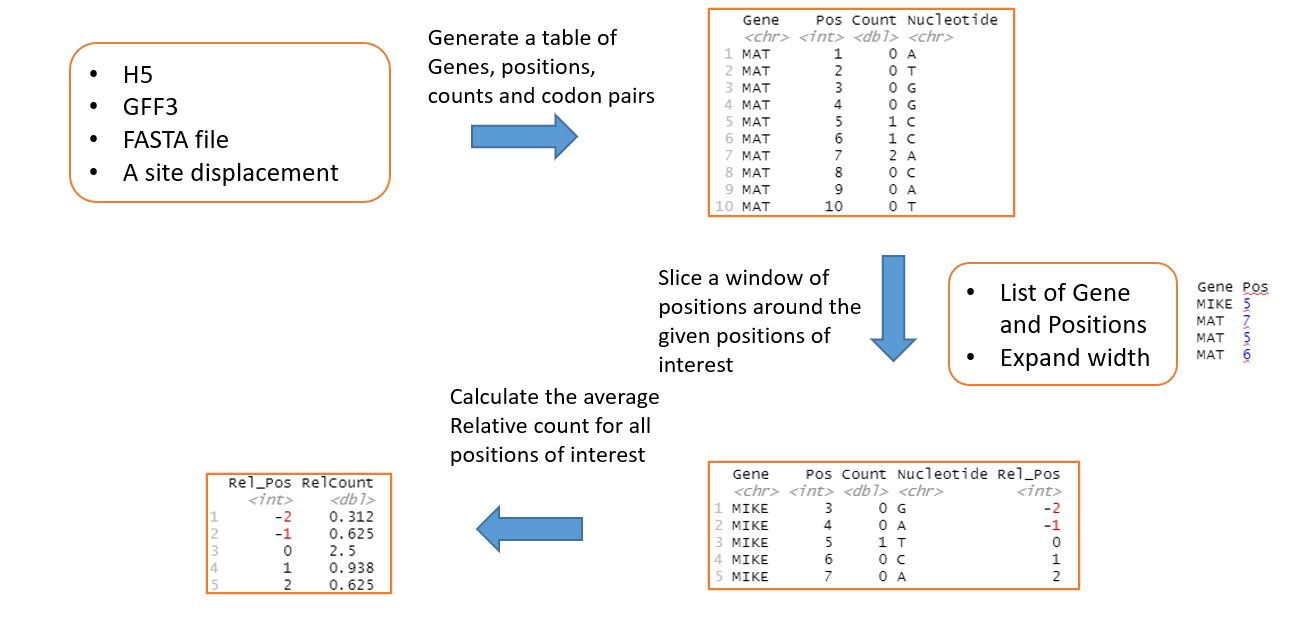 • H5
• GFF3
• FASTA file
• A site displacement
Generate a table of
Genes, positions,
counts and codon pairs
Gene Pos Count Nucleotide
<chr> <int> <dbl> <chr>
1 MAT 1 0 A
2 MAT 2 0 T
3 MAT 3 0 G
4 MAT 4 0 G
5 MAT 5 1 C
6 MAT 6 1 C
7 MAT 7 2 A
8 MAT 8 0 C
9 MAT 9 0 A
10 MAT 10 0 T
Slice a window of
positions around the
given positions of
interest
• List of Gene
and Positions
• Expand width
Gene Pos
MIKE 5
MAT 7
MAT 5
MAT 6
Gene Pos Count Nucleotide Rel_Pos
<chr> <int> <dbl> <chr> <int>
1 MIKE 3 0 G -2
2 MIKE 4 0 A -1
3 MIKE 5 1 T 0
4 MIKE 6 0 C 1
5 MIKE 7 0 A 2
Calculate the average
Relative count for all
positions of interest
Rel_Pos RelCount
<int> <dbl>
1 -2 0.312
2 -1 0.625
3 0 2.5
4 1 0.938
5 2 0.625